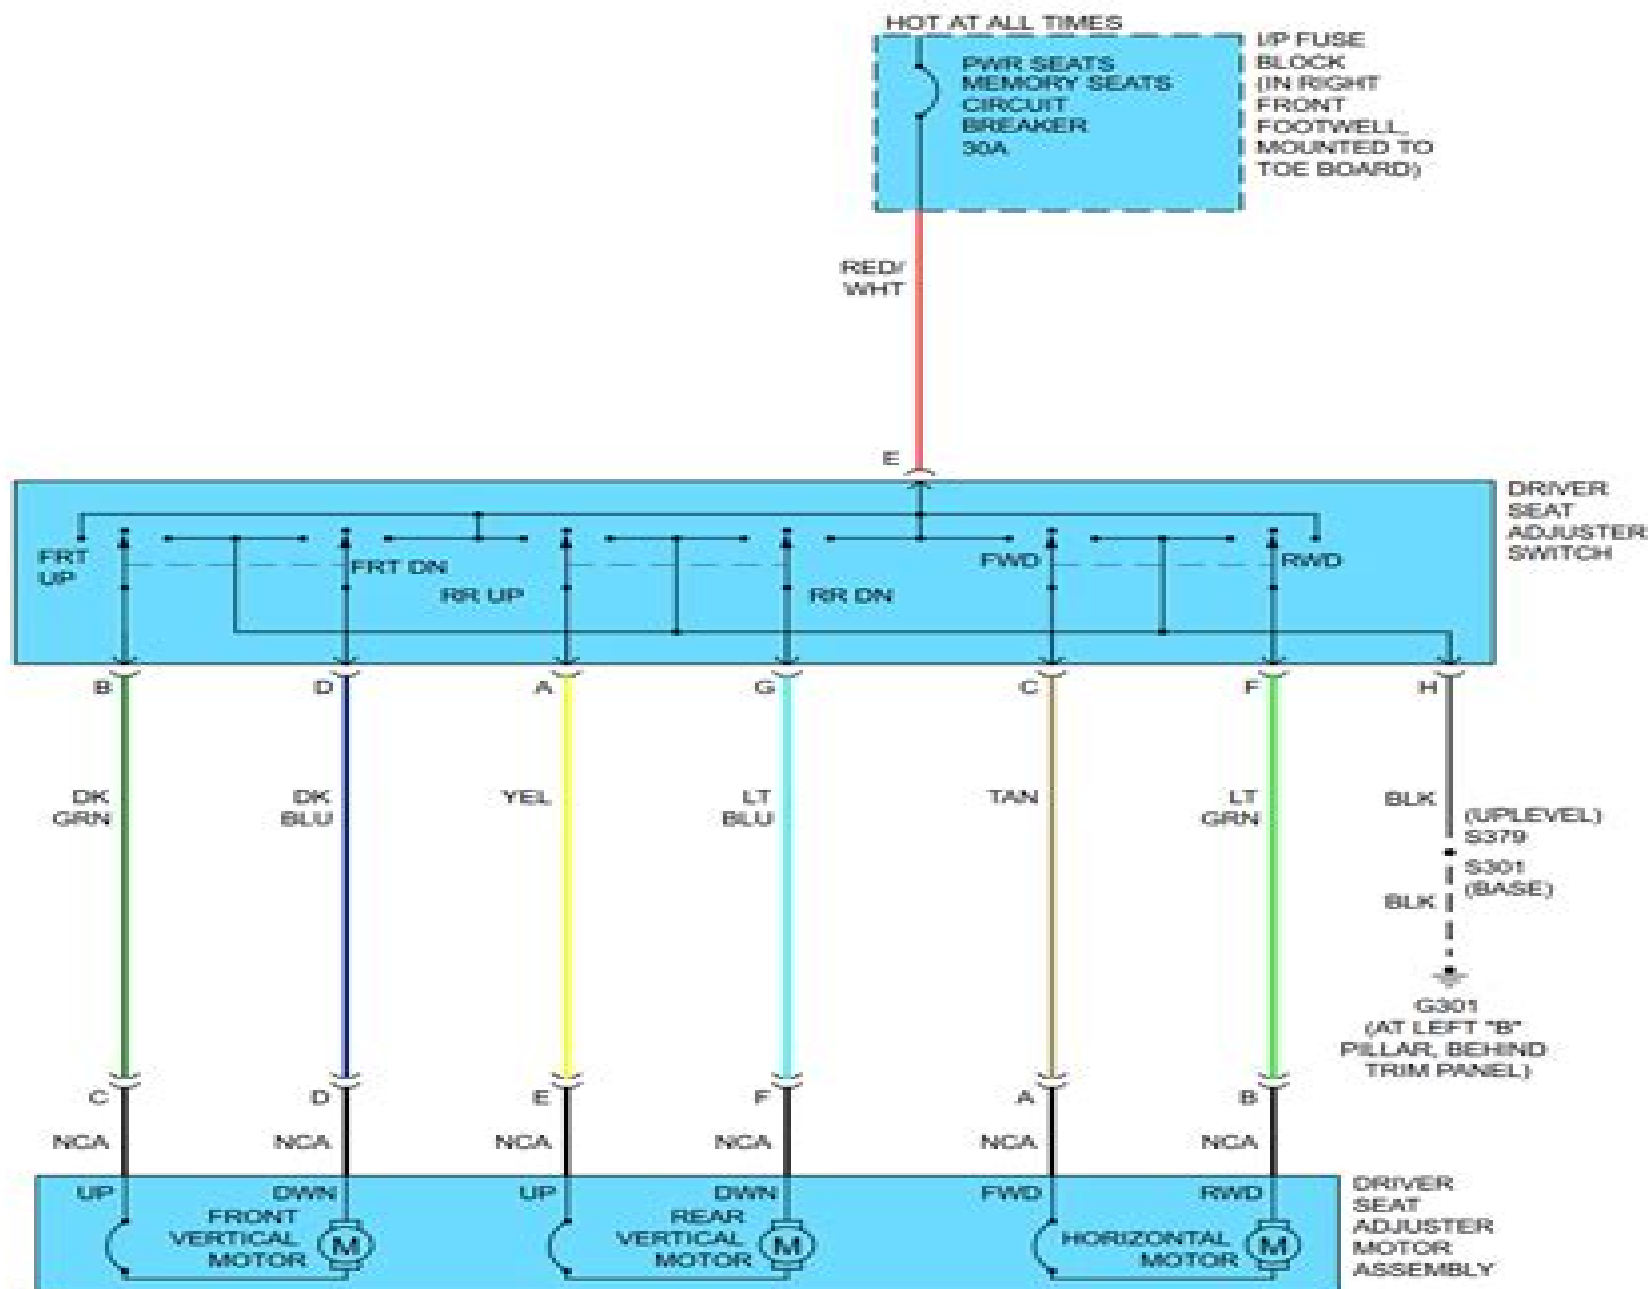 HOT AT ALL TIMES
PWR SEATS
MEMORY SEATS
CIRCUIT
BREAKER
30A
I/P FUSE
BLOCK
(IN RIGHT
FRONT
FOOTWELL,
MOUNTED TO
TOE BOARD)
RED/
WHT
E
DRIVER
SEAT
ADJUSTER
SWITCH
FRT
UP
FRT DN
RR UP
RR DN
FWD
RWD
B
D
A
G
C
F
H
DK
GRN
DK
BLU
YEL
LT
BLU
TAN
LT
GRN
BLK
(UPLEVEL)
S379
S301
(BASE)
BLK
G301
(AT LEFT "B"
PILLAR, BEHIND
TRIM PANEL)
C
D
E
F
A
B
NCA
NCA
NCA
NCA
NCA
NCA
UP
DWN
FRONT
VERTICAL
MOTOR
M
UP
DWN
REAR
VERTICAL
MOTOR
M
FWD
RWD
HORIZONTAL
MOTOR
M
DRIVER
SEAT
ADJUSTER
MOTOR
ASSEMBLY